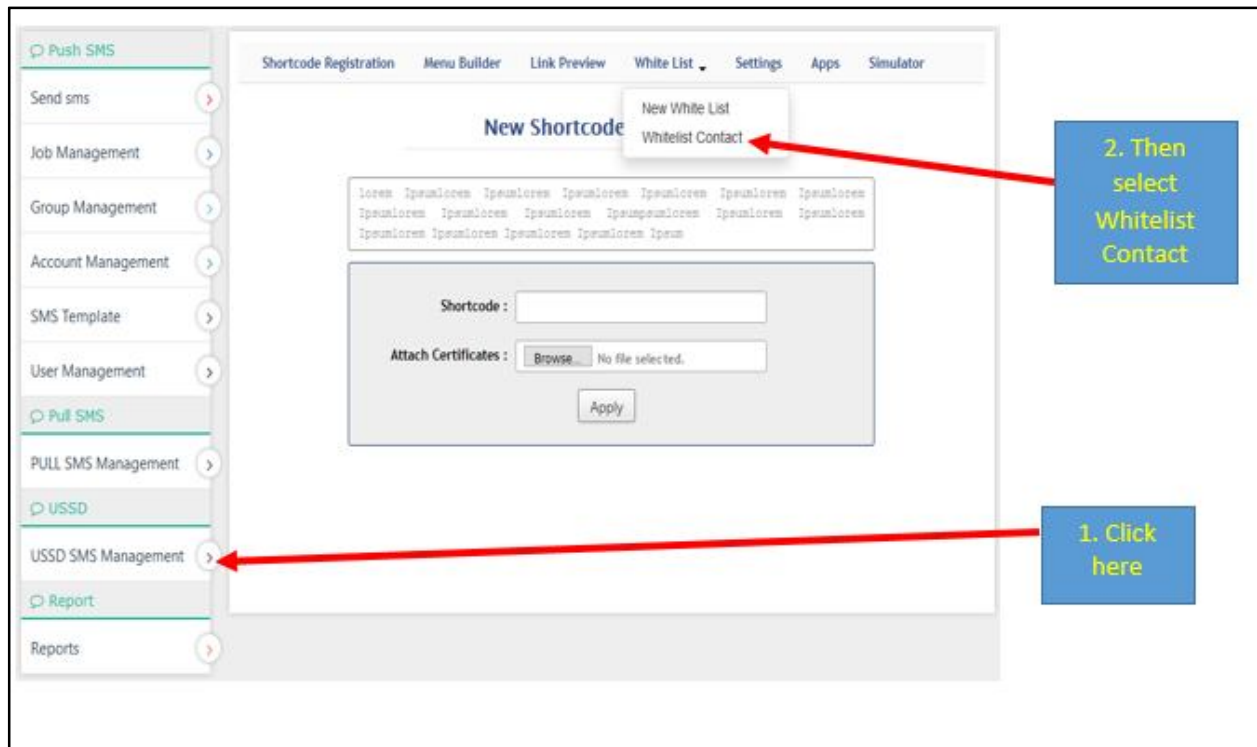 Push SMS
Send sms
Job Management
Group Management
Account Management
SMS Template
User Management
Pull SMS
PULL SMS Management
USSD
USSD SMS Management
Report
Reports
Shortcode Registration Menu Builder Link Preview White List Settings Apps Simulator
New White List
Whitelist Contact
New Shortcode
lorem Ipsumlorem Ipsumlorem Ipsumlorem Ipsumlorem Ipsumlorem Ipsumlorem
Ipsumlorem Ipsumlorem Ipsumlorem Ipsumpsumlorem Ipsumlorem Ipsumlorem
Ipsumlorem Ipsumlorem Ipsumlorem Ipsumlorem Ipsum
Shortcode :
Attach Certificates : Browse... No file selected.
Apply
2. Then
select
Whitelist
Contact
1. Click
here